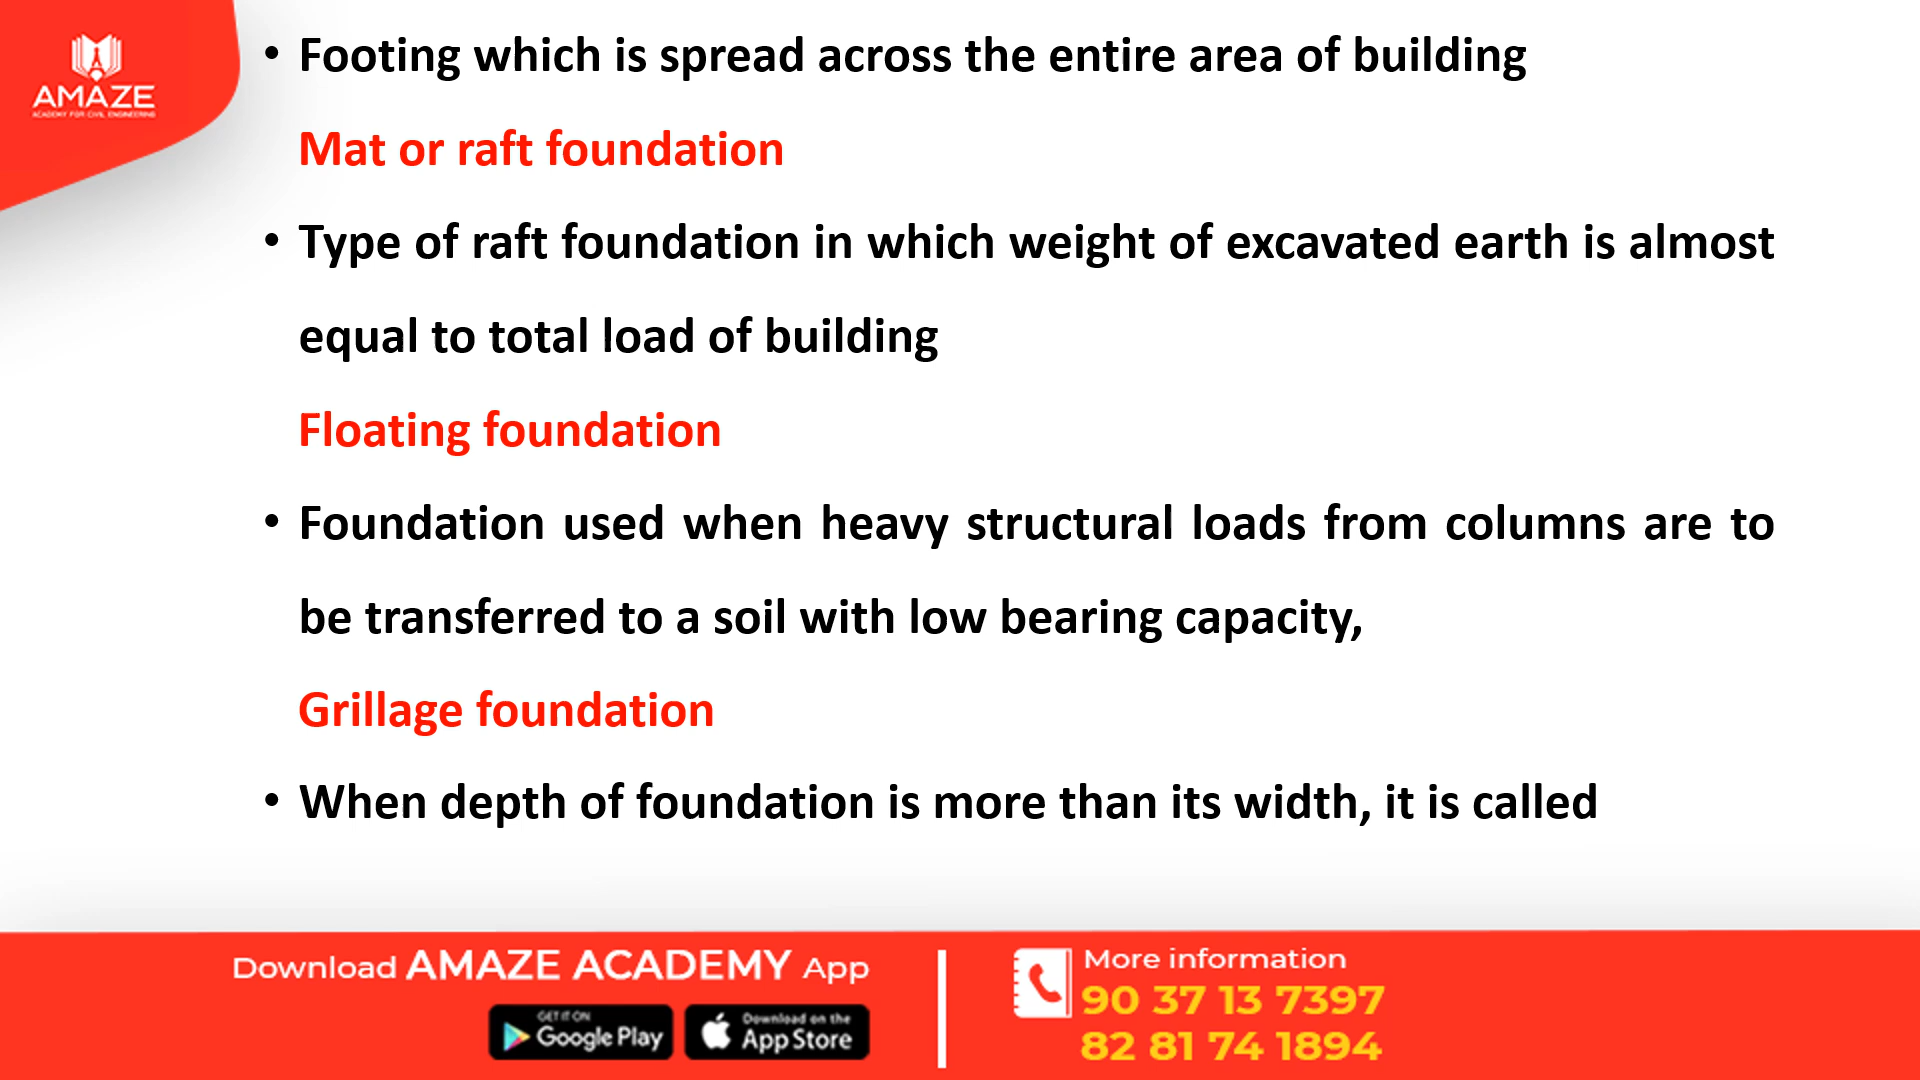 AMAZE
ACADEMY FOR CIVIL ENGINEERING
• Footing which is spread across the entire area of building
Mat or raft foundation
• Type of raft foundation in which weight of excavated earth is almost
equal to total load of building
Floating foundation
• Foundation used when heavy structural loads from columns are to
be transferred to a soil with low bearing capacity,
Grillage foundation
• When depth of foundation is more than its width, it is called
Download AMAZE ACADEMY App
GET IT ON
Google Play
Download on the
App Store
More information
90 37 13 7397
82 81 74 1894